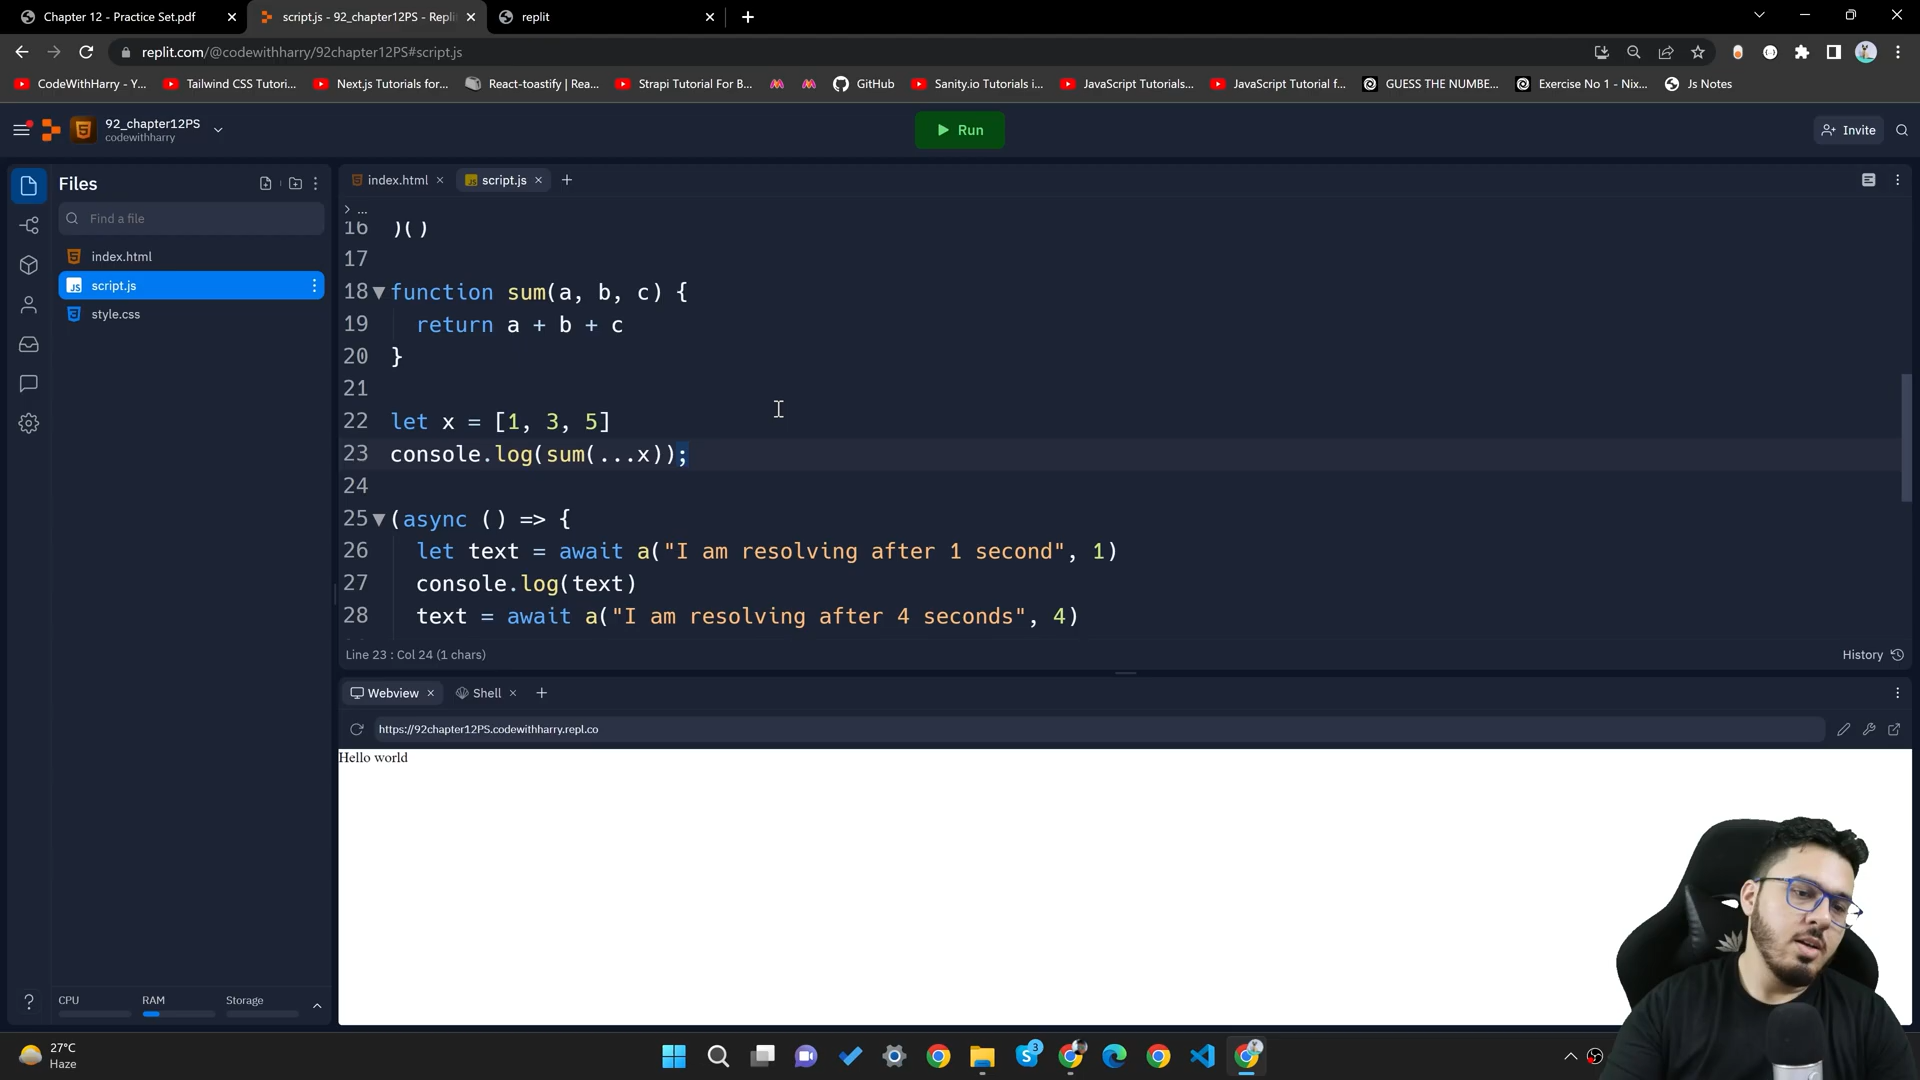 Chapter 12 - Practice Set.pdf
script.js - 92_chapter12PS - Repli
replit
replit.com/@codewithharry/92chapter12PS#script.js
CodeWithHarry - Y...
Tailwind CSS Tutori...
Next.js Tutorials for...
React-toastify | Rea...
Strapi Tutorial For B...
GitHub
Sanity.io Tutorials i...
JavaScript Tutorials...
JavaScript Tutorial f...
GUESS THE NUMBE...
Exercise No 1 - Nix...
Js Notes
92_chapter12PS
codewithharry
Run
Invite
Files
Find a file
index.html
script.js
style.css
index.html
script.js
...
16 )()
17
18 function sum(a, b, c) {
19 return a + b + c
20 }
21
22 let x = [1, 3, 5]
23 console.log(sum(...x));
24
25 (async () => {
26 let text = await a("I am resolving after 1 second", 1)
27 console.log(text)
28 text = await a("I am resolving after 4 seconds", 4)
Line 23 : Col 24 (1 chars)
History
Webview
Shell
https://92chapter12PS.codewithharry.repl.co
Hello world
CPU
RAM
Storage
27°C
Haze
3